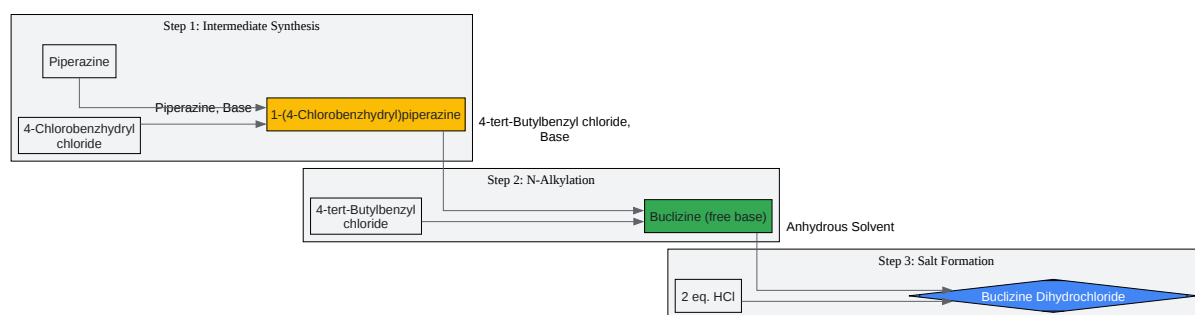 Step 1: Intermediate Synthesis
Piperazine
Piperazine, Base
1-(4-Chlorobenzhydryl)piperazine
4-Chlorobenzhydryl
chloride
4-tert-Butylbenzyl chloride,
Base
Step 2: N-Alkylation
4-tert-Butylbenzyl
chloride
Buclizine (free base)
Anhydrous Solvent
Step 3: Salt Formation
2 eq. HCl
Buclizine Dihydrochloride